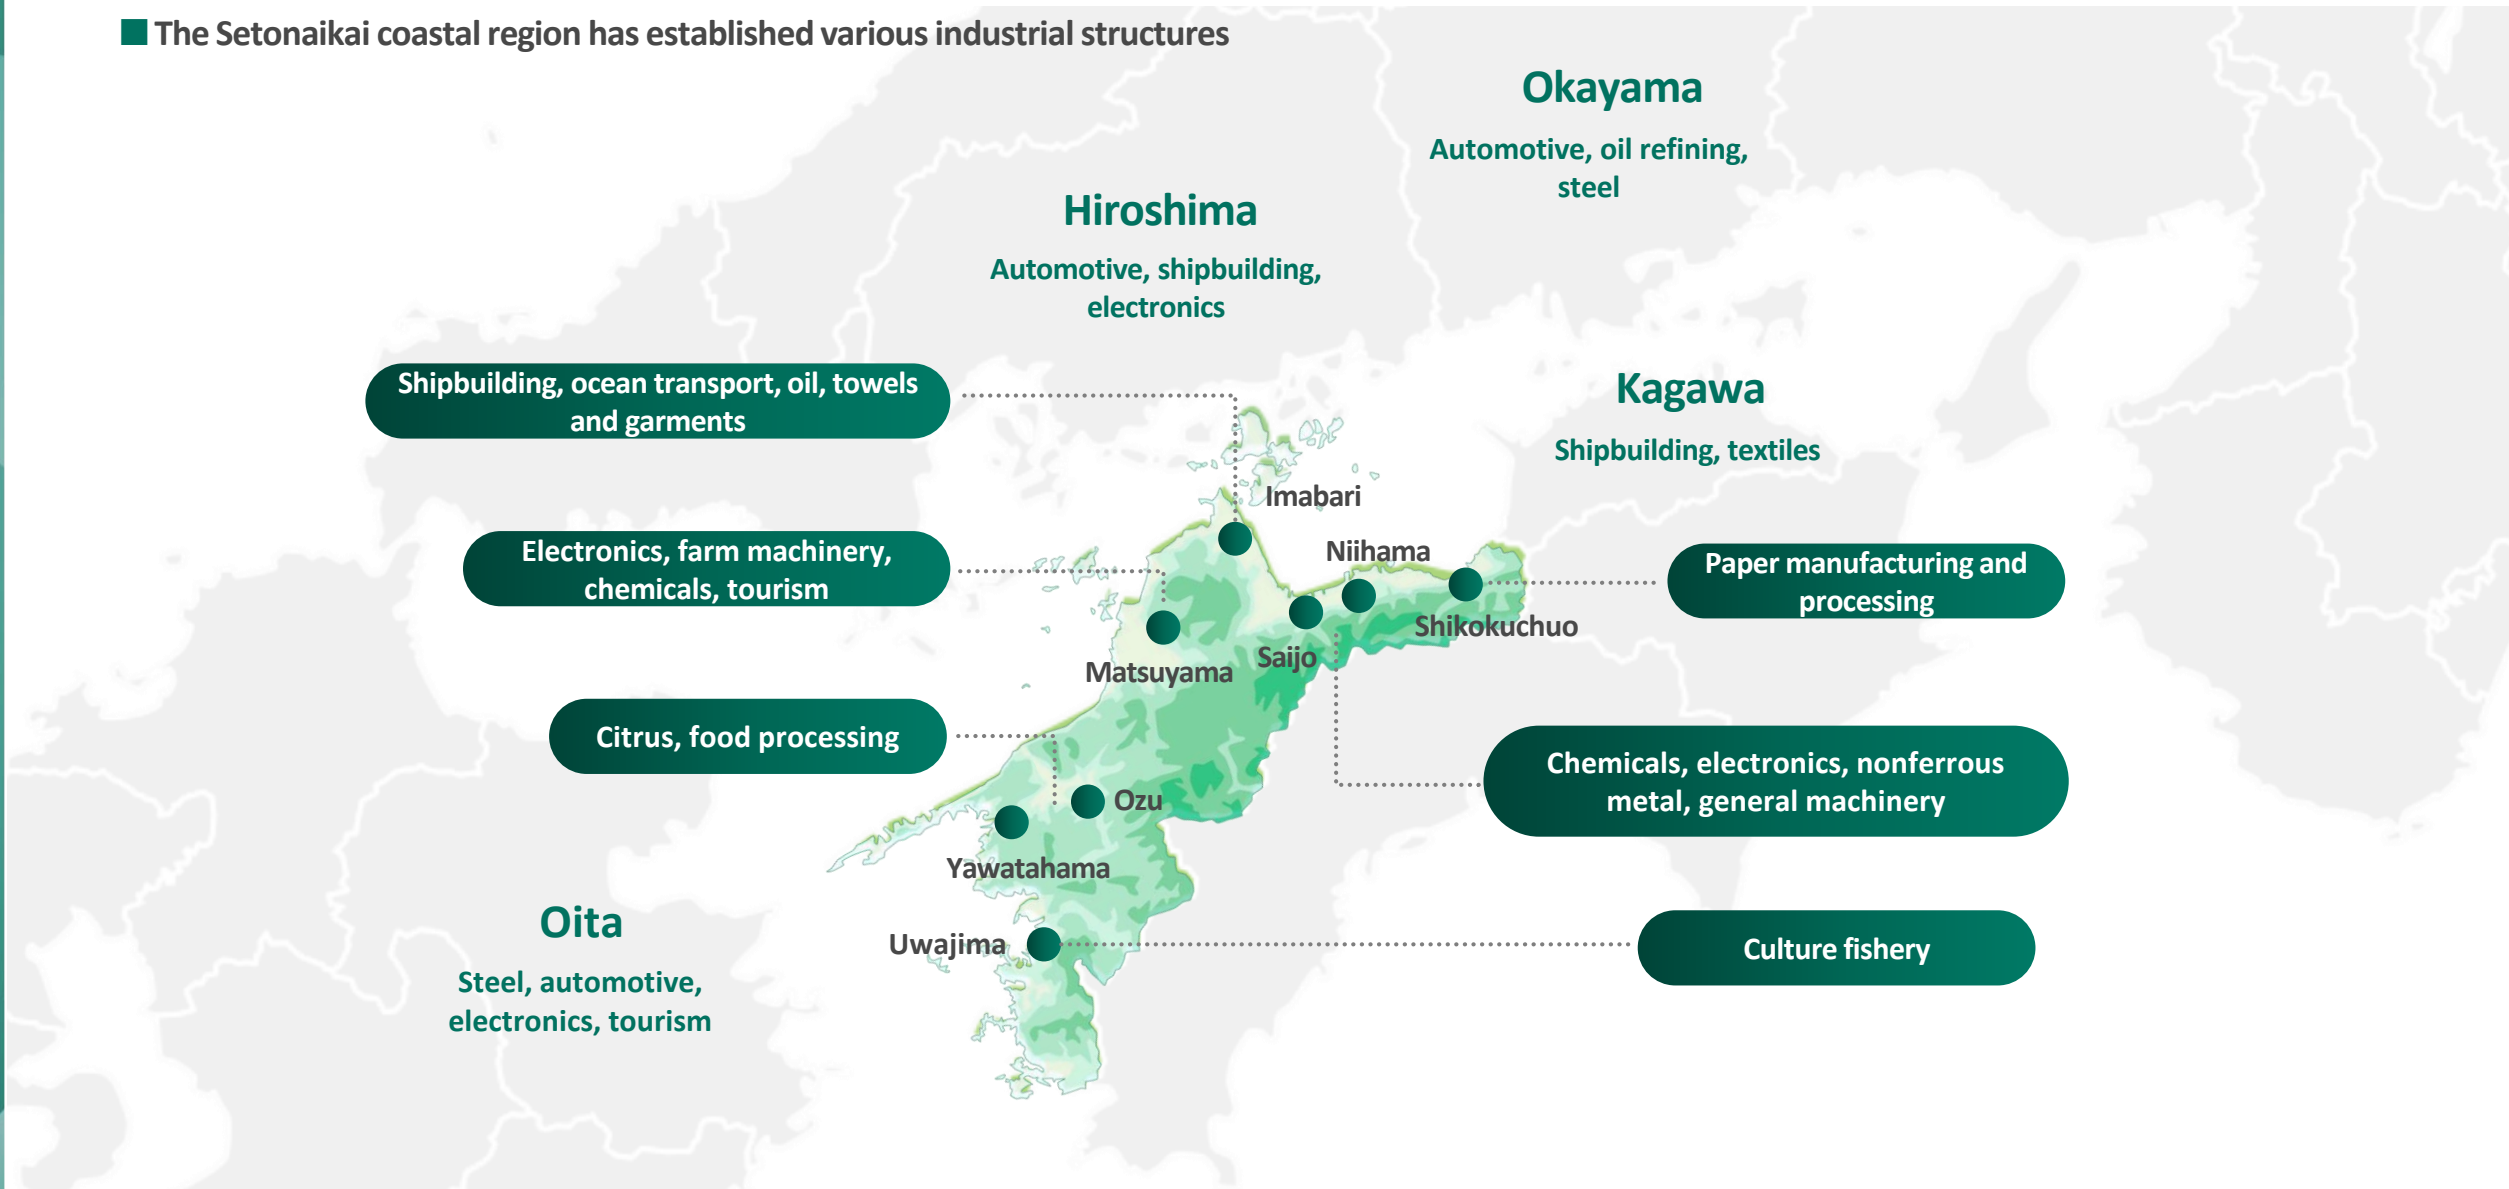 The Setonaikai coastal region has established various industrial structures
Okayama
Automotive, oil refining,
steel
Hiroshima
Automotive, shipbuilding,
electronics
Shipbuilding, ocean transport, oil, towels
and garments
Kagawa
Shipbuilding, textiles
Imabari
Electronics, farm machinery,
chemicals, tourism
Niihama
Paper manufacturing and
processing
Shikokuchuo
Saijo
Matsuyama
Citrus, food processing
Chemicals, electronics, nonferrous
metal, general machinery
Ozu
Yawatahama
Oita
Steel, automotive,
electronics, tourism
Uwajima
Culture fishery